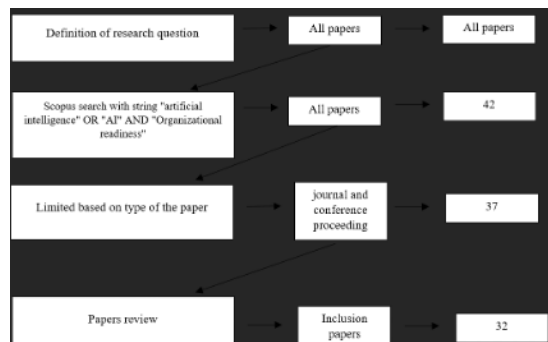 Definition of research question
All papers
All papers
Scopus search with string "artificial
intelligence" OR "AI" AND "Organizational
readiness"
All papers
42
Limited based on type of the paper
journal and
conference
proceeding
37
Papers review
Inclusion
papers
32